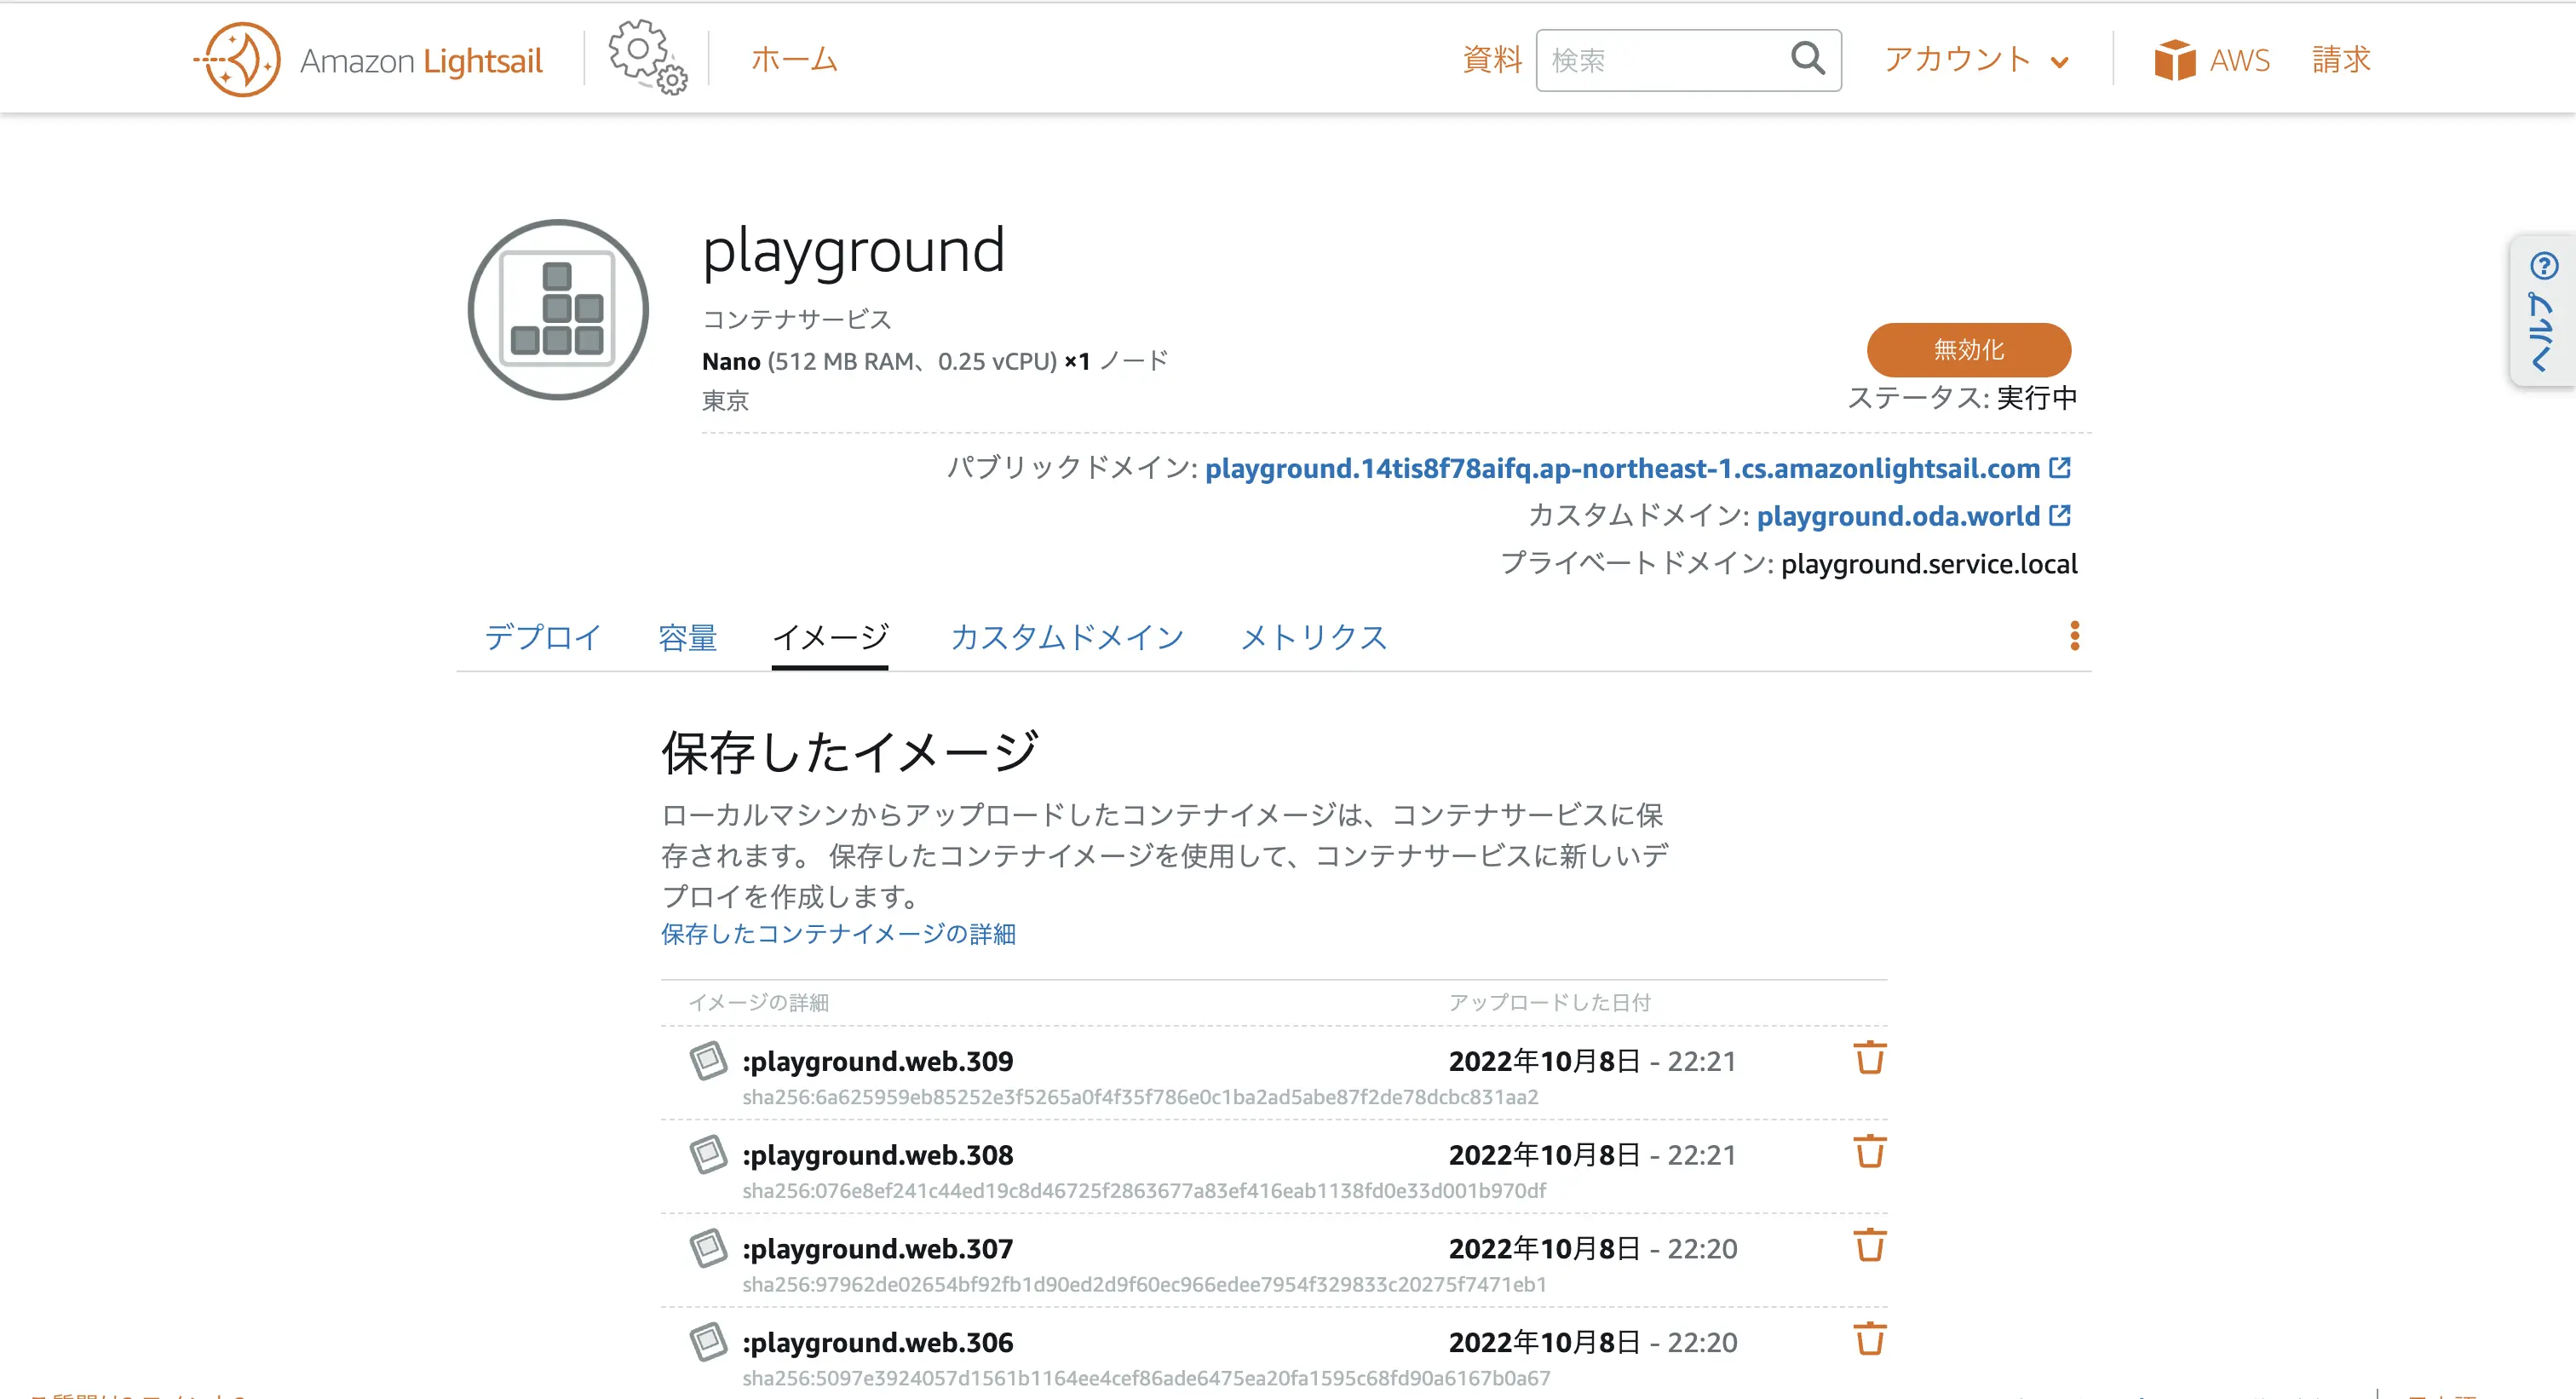 Amazon Lightsail ホーム 資料 検索 アカウント AWS 請求
ヘルプ
playground
コンテナサービス
Nano (512 MB RAM、0.25 vCPU) ×1 ノード
東京
無効化
ステータス: 実行中
パブリックドメイン: playground.14tis8f78aifq.ap-northeast-1.cs.amazonlightsail.com
カスタムドメイン: playground.oda.world
プライベートドメイン: playground.service.local
デプロイ 容量 イメージ カスタムドメイン メトリクス
保存したイメージ
ローカルマシンからアップロードしたコンテナイメージは、コンテナサービスに保
存されます。 保存したコンテナイメージを使用して、コンテナサービスに新しいデ
プロイを作成します。
保存したコンテナイメージの詳細
イメージの詳細 アップロードした日付
:playground.web.309 2022年10月8日 - 22:21
sha256:6a625959eb85252e3f5265a0f4f35f786e0c1ba2ad5abe87f2de78dcbc831aa2
:playground.web.308 2022年10月8日 - 22:21
sha256:076e8ef241c44ed19c8d46725f2863677a83ef416eab1138fd0e33d001b970df
:playground.web.307 2022年10月8日 - 22:20
sha256:97962de02654bf92fb1d90ed2d9f60ec966edee7954f329833c20275f7471eb1
:playground.web.306 2022年10月8日 - 22:20
sha256:5097e3924057d1561b1164ee4cef86ade6475ea20fa1595c68fd90a6167b0a67